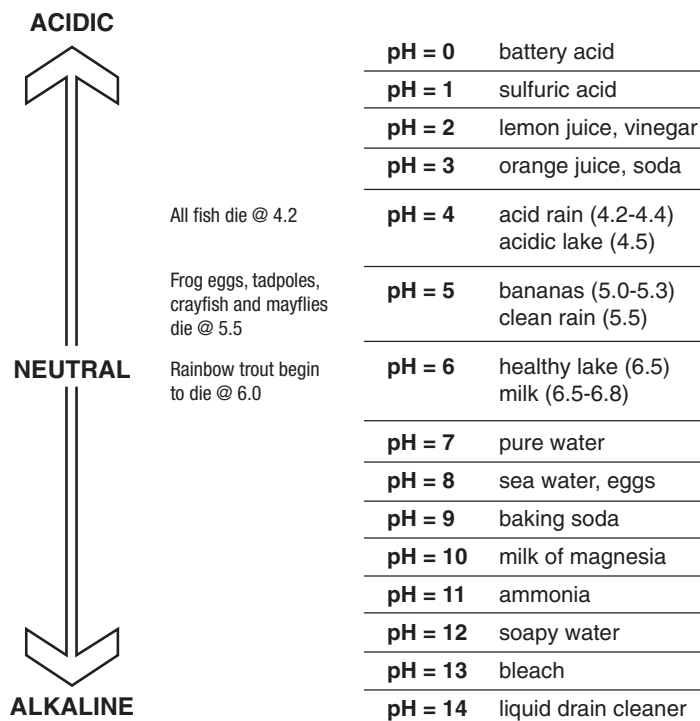 ACIDIC
pH = 0 battery acid
pH = 1 sulfuric acid
pH = 2 lemon juice, vinegar
pH = 3 orange juice, soda
All fish die @ 4.2
pH = 4 acid rain (4.2-4.4)
acidic lake (4.5)
Frog eggs, tadpoles,
crayfish and mayflies
die @ 5.5
pH = 5 bananas (5.0-5.3)
clean rain (5.5)
NEUTRAL
Rainbow trout begin
to die @ 6.0
pH = 6 healthy lake (6.5)
milk (6.5-6.8)
pH = 7 pure water
pH = 8 sea water, eggs
pH = 9 baking soda
pH = 10 milk of magnesia
pH = 11 ammonia
pH = 12 soapy water
pH = 13 bleach
pH = 14 liquid drain cleaner
ALKALINE